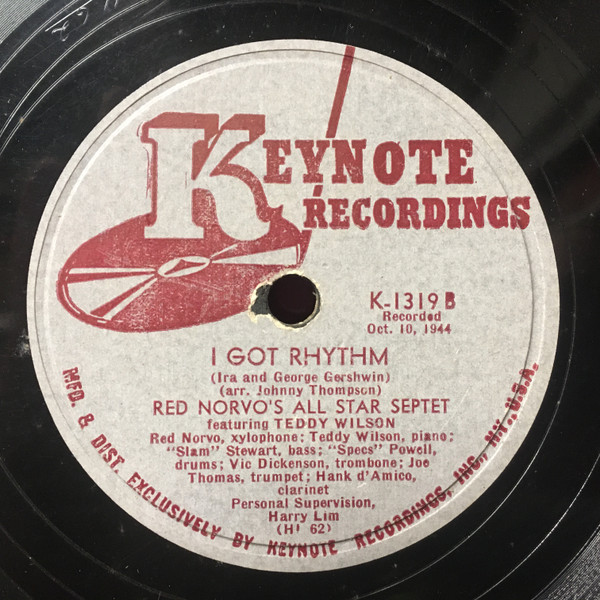 KEYNOTE
RECORDINGS
K-1319 B
Recorded
Oct. 10, 1944
I GOT RHYTHM
(Ira and George Gershwin)
(arr. Johnny Thompson)
RED NORVO'S ALL STAR SEPTET
featuring TEDDY WILSON
Red Norvo, xylophone; Teddy Wilson, piano;
"Slam" Stewart, bass; "Specs" Powell,
drums; Vic Dickenson, trombone; Joe
Thomas, trumpet; Hank d'Amico,
clarinet
Personal Supervision,
Harry Lim
MFD. & DIST. EXCLUSIVELY BY KEYNOTE RECORDINGS, INC., N.Y., U.S.A.